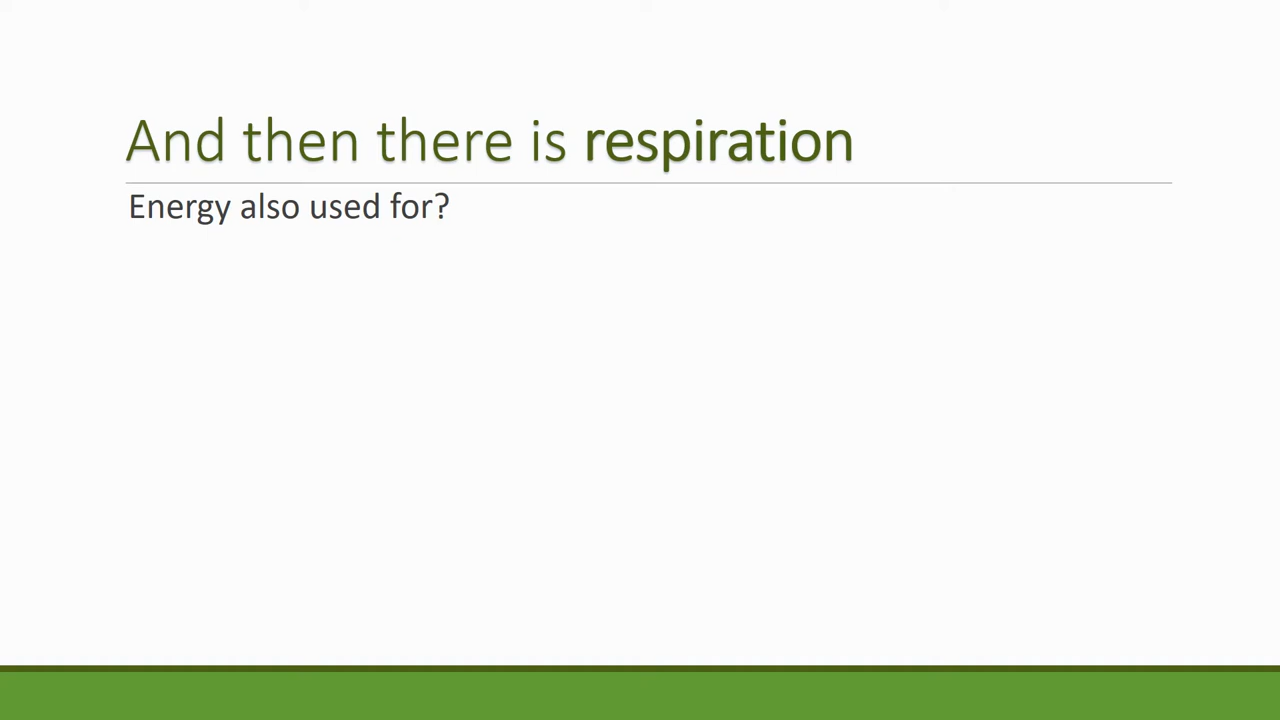 And then there is respiration
Energy also used for?